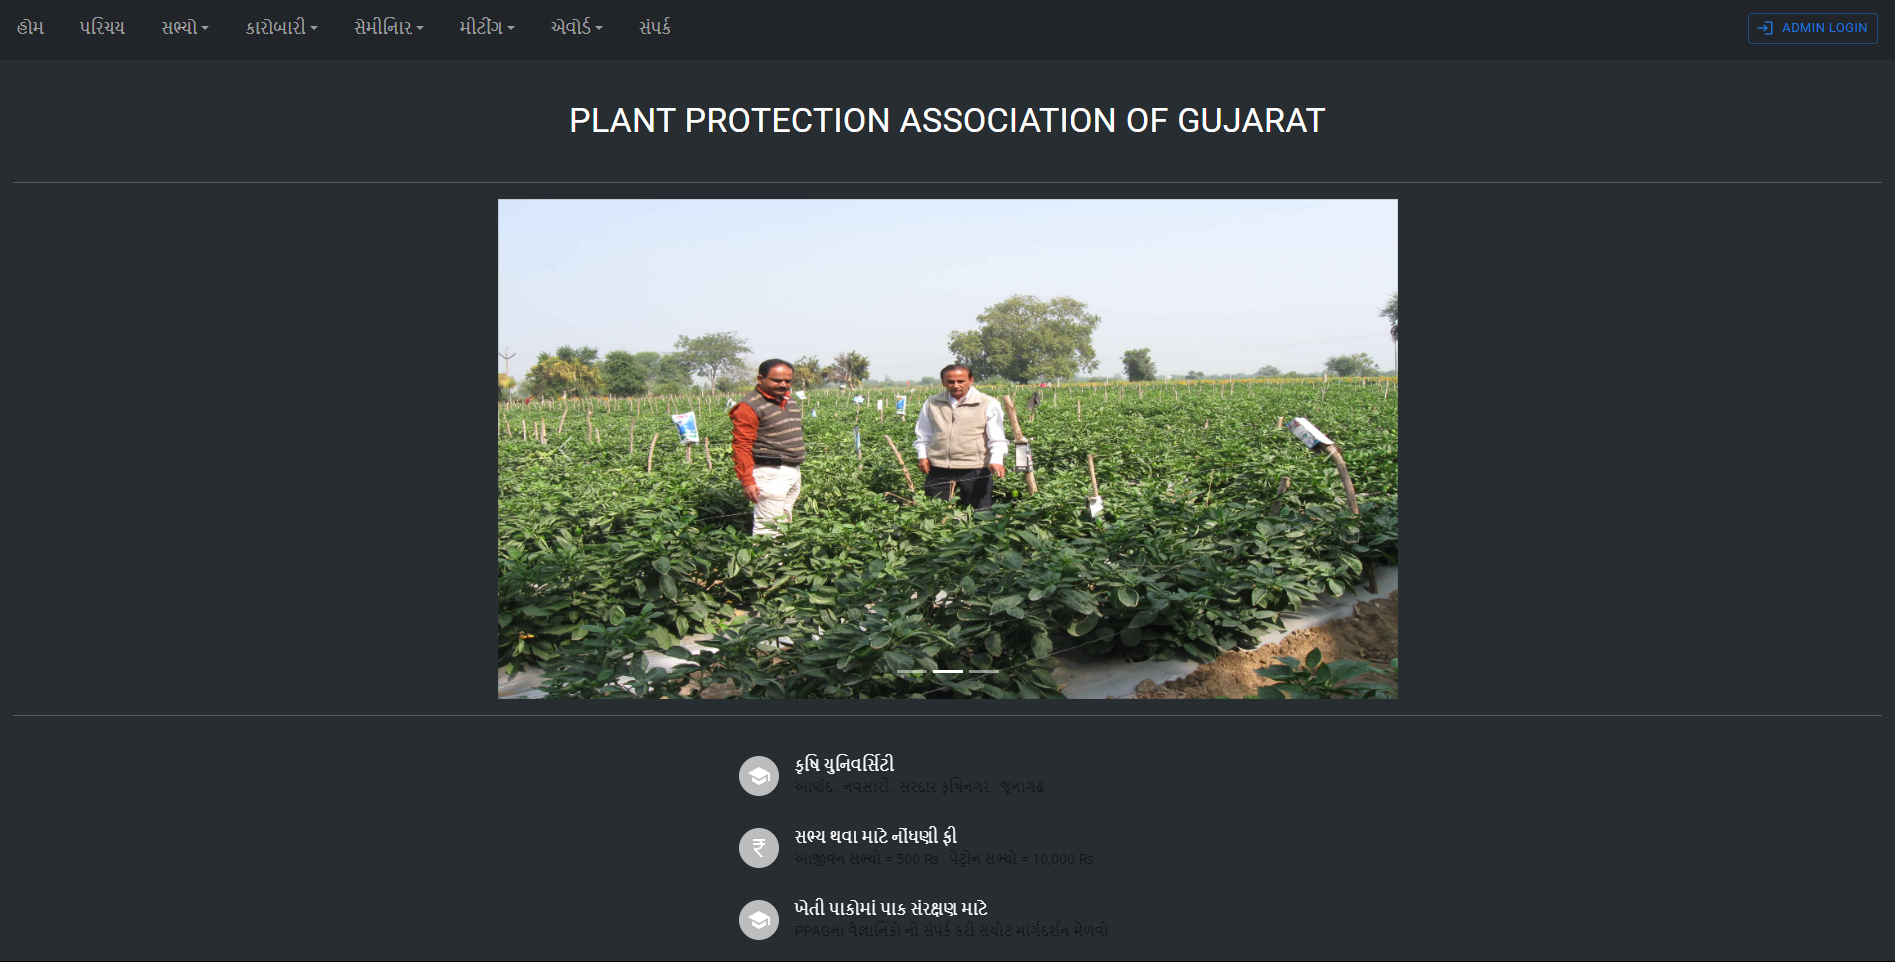 હોમ પરિચય સભ્યો કારોબારી સેમીનાર મીટીંગ એવોર્ડ સંપર્ક ADMIN LOGIN
PLANT PROTECTION ASSOCIATION OF GUJARAT
કૃષિ યુનિવર્સિટી
આણંદ , નવસારી , સરદાર કૃષિનગર , જૂનાગઢ
સભ્ય થવા માટે નોંધણી ફી
આજીવન સભ્યો = 500 Rs , પેટ્રોન સભ્યો = 10,000 Rs
ખેતી પાકોમાં પાક સંરક્ષણ માટે
PPAGના વૈજ્ઞાનિકો નો સંપર્ક કરી સચોટ માર્ગદર્શન મેળવો